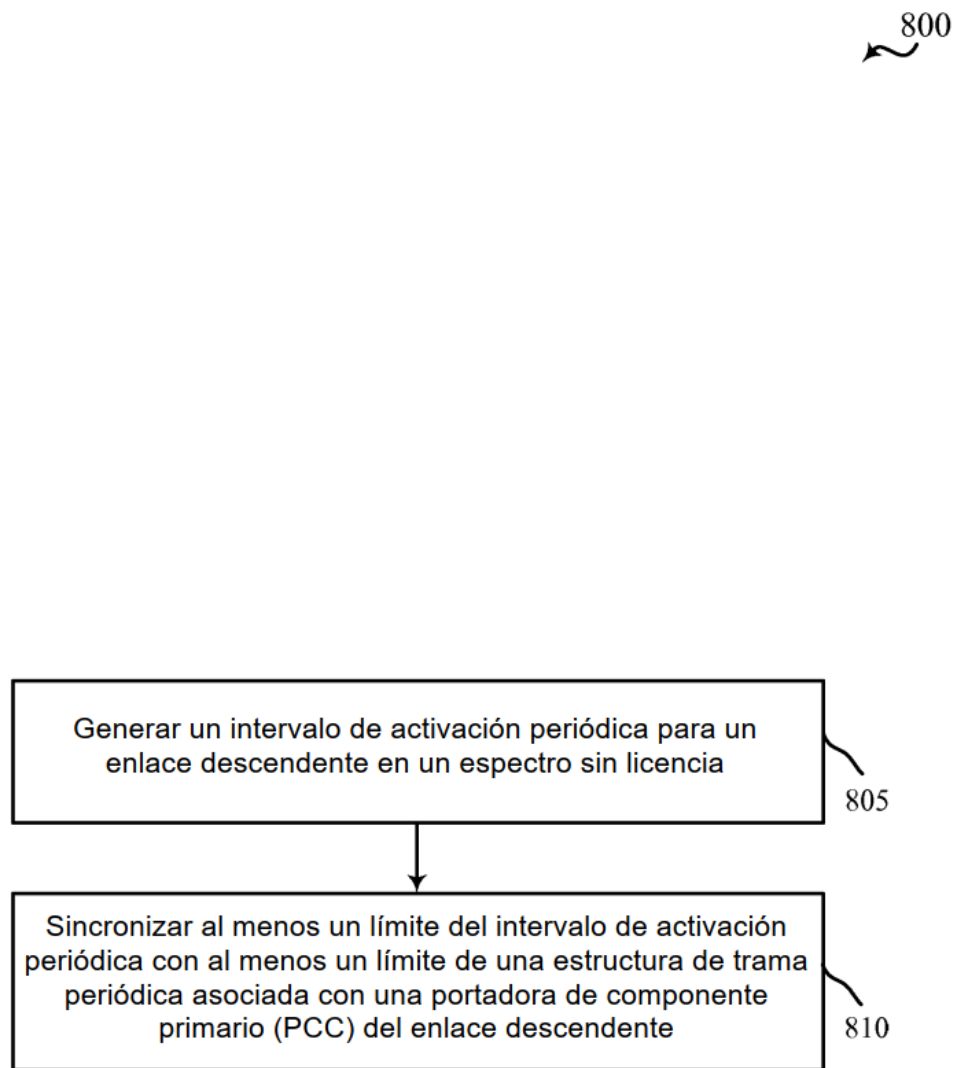 800
Generar un intervalo de activación periódica para un
enlace descendente en un espectro sin licencia
805
Sincronizar al menos un límite del intervalo de activación
periódica con al menos un límite de una estructura de trama
periódica asociada con una portadora de componente
primario (PCC) del enlace descendente
810